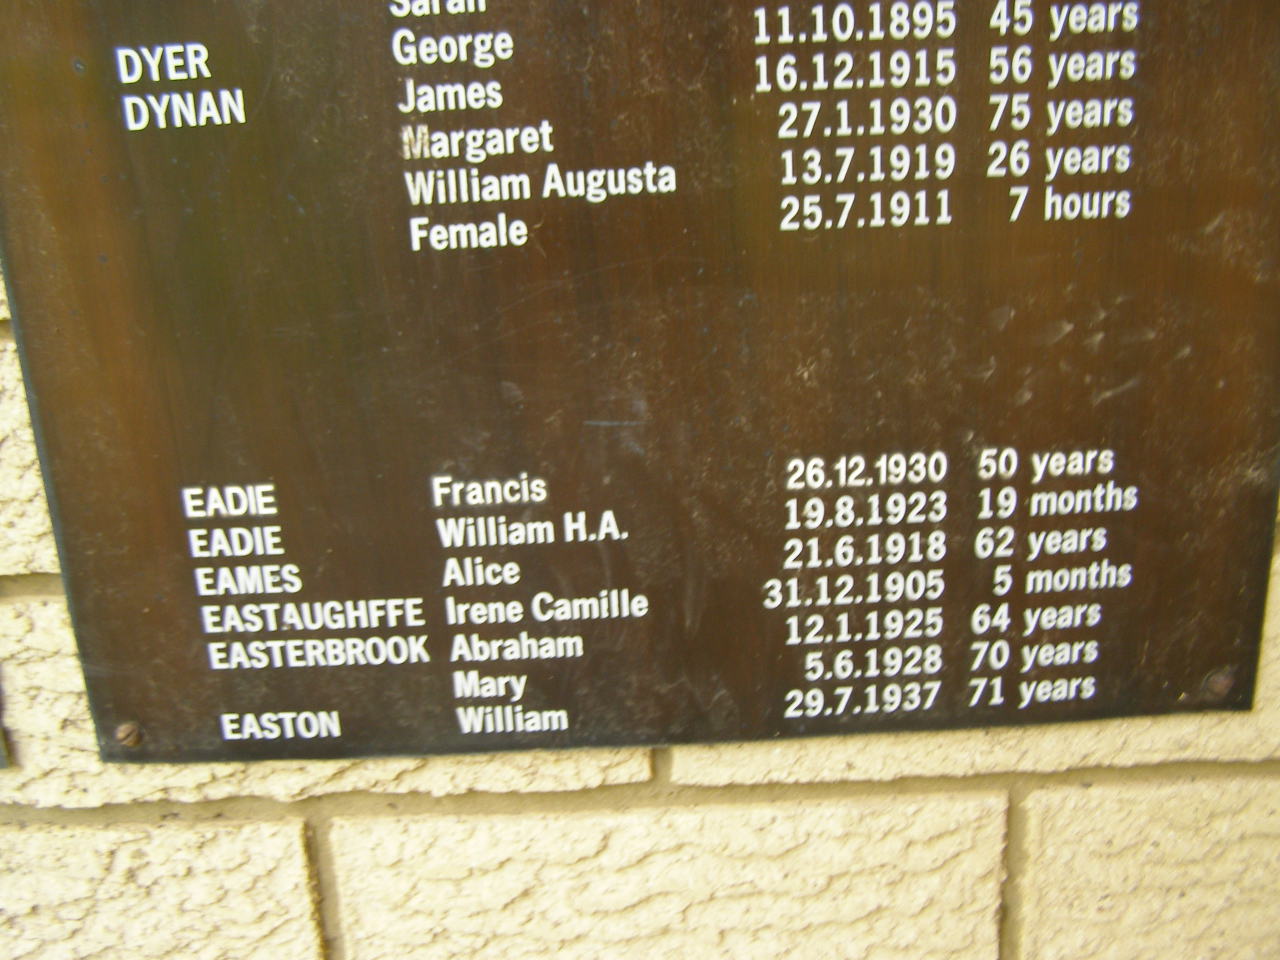 Sarah
DYER George 11.10.1895 45 years
DYNAN James 16.12.1915 56 years
Margaret 27.1.1930 75 years
William Augusta 13.7.1919 26 years
Female 25.7.1911 7 hours
EADIE Francis 26.12.1930 50 years
EADIE William H.A. 19.8.1923 19 months
EAMES Alice 21.6.1918 62 years
EASTAUGHFFE Irene Camille 31.12.1905 5 months
EASTERBROOK Abraham 12.1.1925 64 years
Mary 5.6.1928 70 years
EASTON William 29.7.1937 71 years